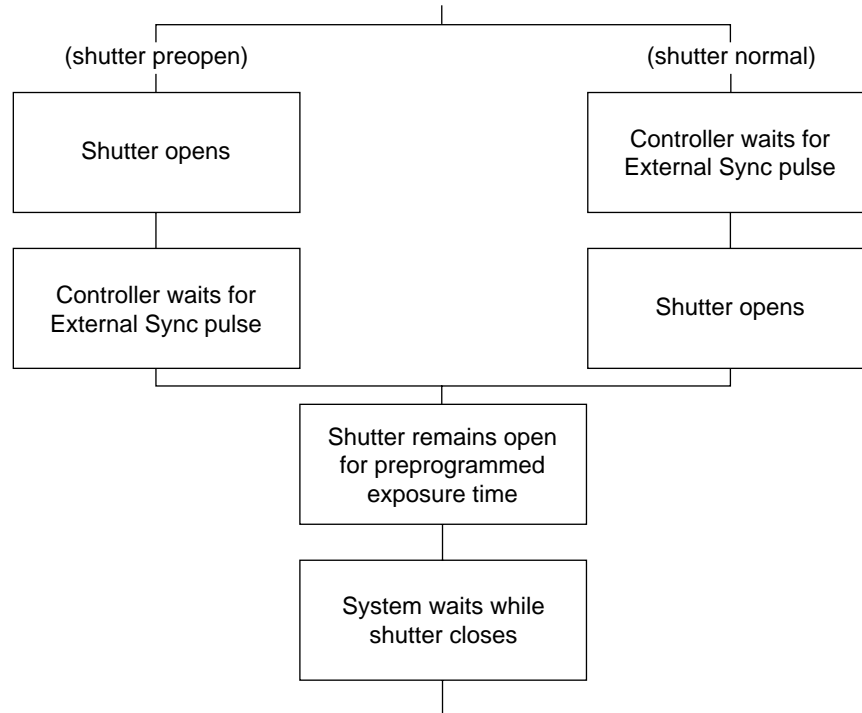 (shutter preopen)
(shutter normal)
Shutter opens
Controller waits for
External Sync pulse
Controller waits for
External Sync pulse
Shutter opens
Shutter remains open
for preprogrammed
exposure time
System waits while
shutter closes